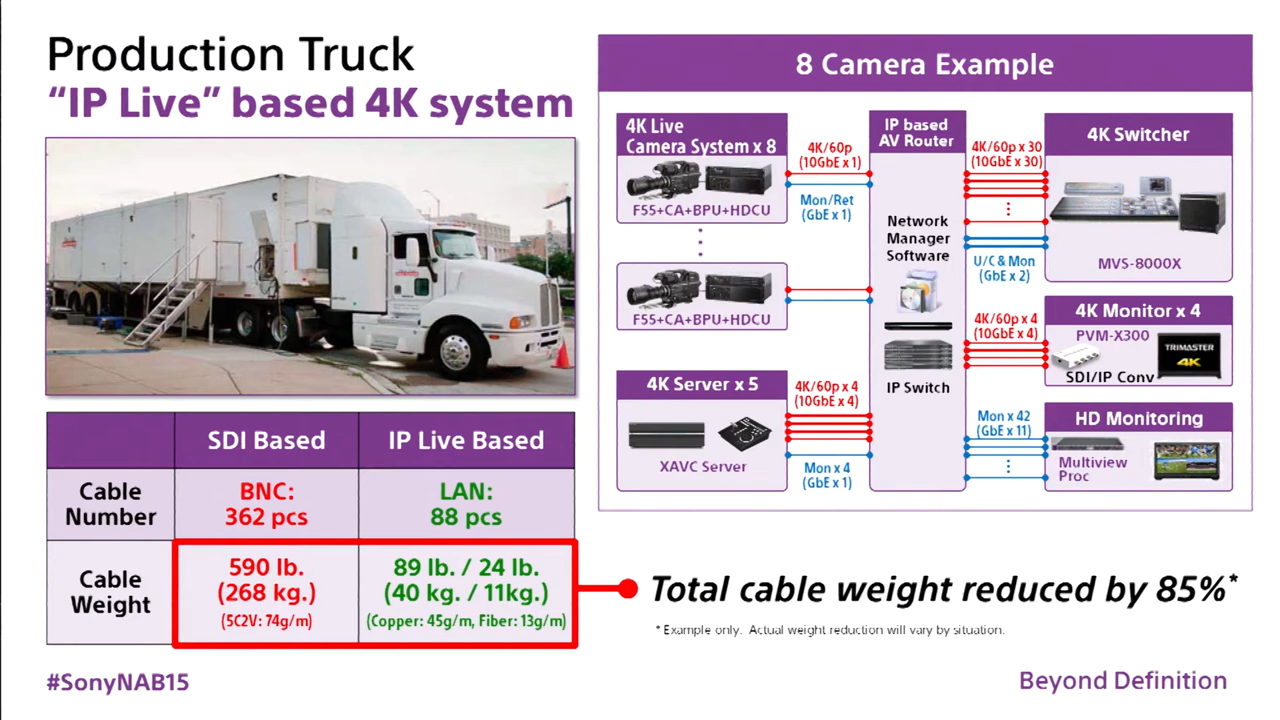 Production Truck
“IP Live” based 4K system
8 Camera Example
4K Live
Camera System x 8
F55+CA+BPU+HDCU
F55+CA+BPU+HDCU
4K/60p
(10GbE x 1)
Mon/Ret
(GbE x 1)
4K Server x 5
XAVC Server
4K/60p x 4
(10GbE x 4)
Mon x 4
(GbE x 1)
IP based
AV Router
Network
Manager
Software
IP Switch
4K/60p x 30
(10GbE x 30)
U/C & Mon
(GbE x 2)
4K/60p x 4
(10GbE x 4)
Mon x 42
(GbE x 11)
4K Switcher
MVS-8000X
4K Monitor x 4
PVM-X300
SDI/IP Conv
TRIMASTER
4K
HD Monitoring
Multiview
Proc
SDI Based
IP Live Based
Cable
Number
BNC:
362 pcs
LAN:
88 pcs
Cable
Weight
590 lb.
(268 kg.)
(5C2V: 74g/m)
89 lb. / 24 lb.
(40 kg. / 11kg.)
(Copper: 45g/m, Fiber: 13g/m)
Total cable weight reduced by 85%*
* Example only. Actual weight reduction will vary by situation.
#SonyNAB15
Beyond Definition